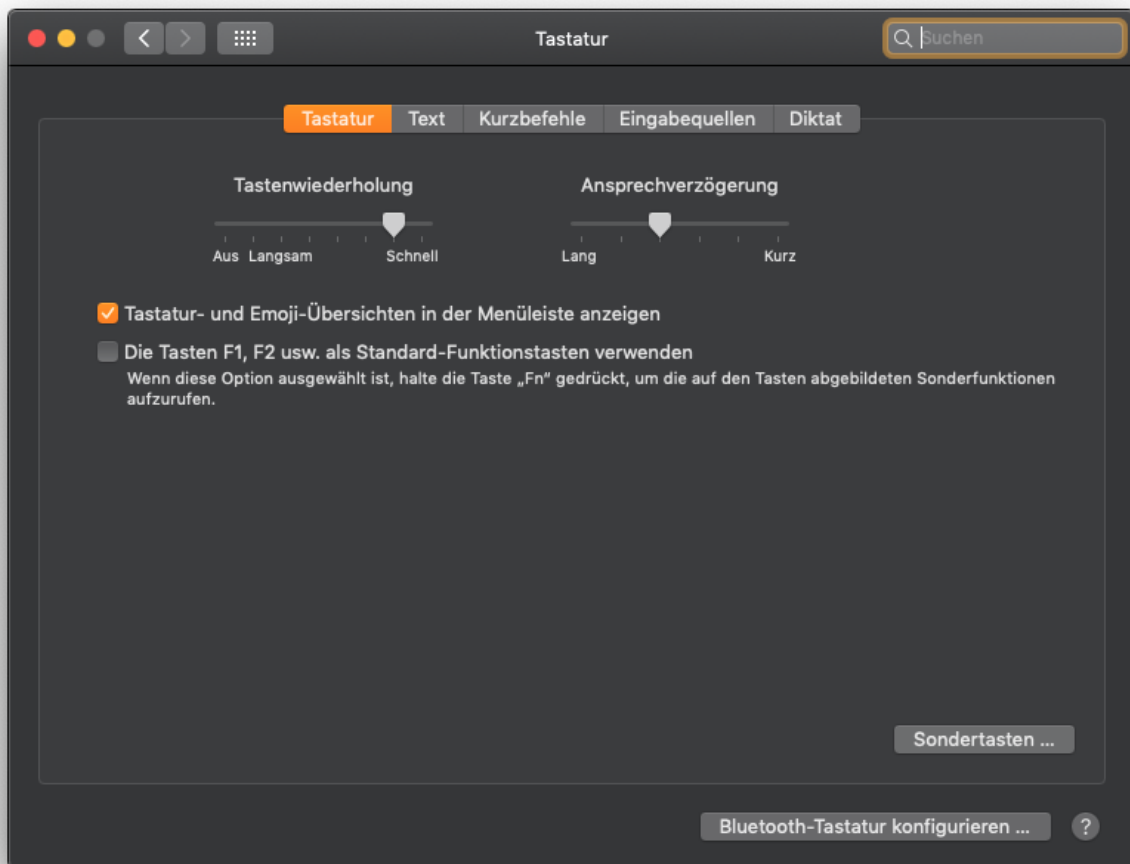 Tastatur
Suchen
Tastatur Text Kurzbefehle Eingabequellen Diktat
Tastenwiederholung Ansprechverzögerung
Aus Langsam Schnell Lang Kurz
Tastatur- und Emoji-Übersichten in der Menüleiste anzeigen
Die Tasten F1, F2 usw. als Standard-Funktionstasten verwenden
Wenn diese Option ausgewählt ist, halte die Taste „Fn“ gedrückt, um die auf den Tasten abgebildeten Sonderfunktionen
aufzurufen.
Sondertasten ...
Bluetooth-Tastatur konfigurieren ... ?